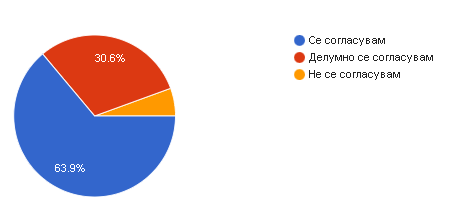 30.6%
63.9%
Се согласувам
Делумно се согласувам
Не се согласувам